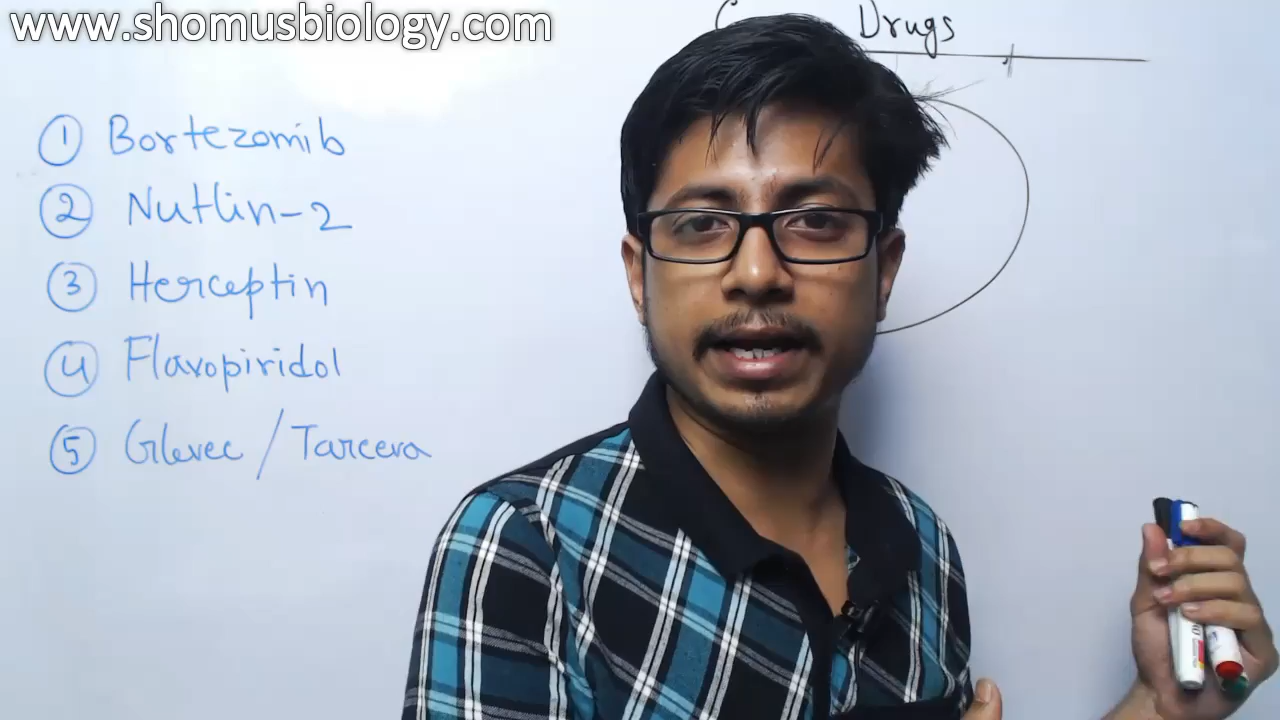 www.shomusbiology.com
Drugs
① Bortezomib
② Nutlin-2
③ Herceptin
④ Flavopiridol
⑤ Glevec / Tarceva